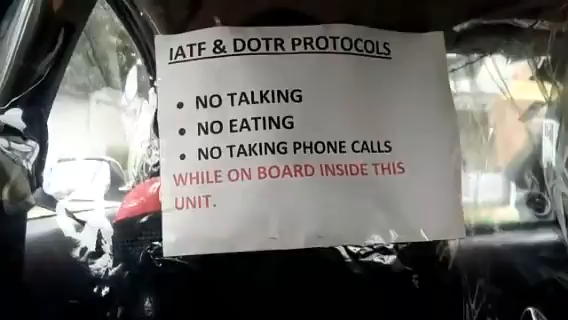 IATF & DOTR PROTOCOLS
• NO TALKING
• NO EATING
• NO TAKING PHONE CALLS
WHILE ON BOARD INSIDE THIS
UNIT.